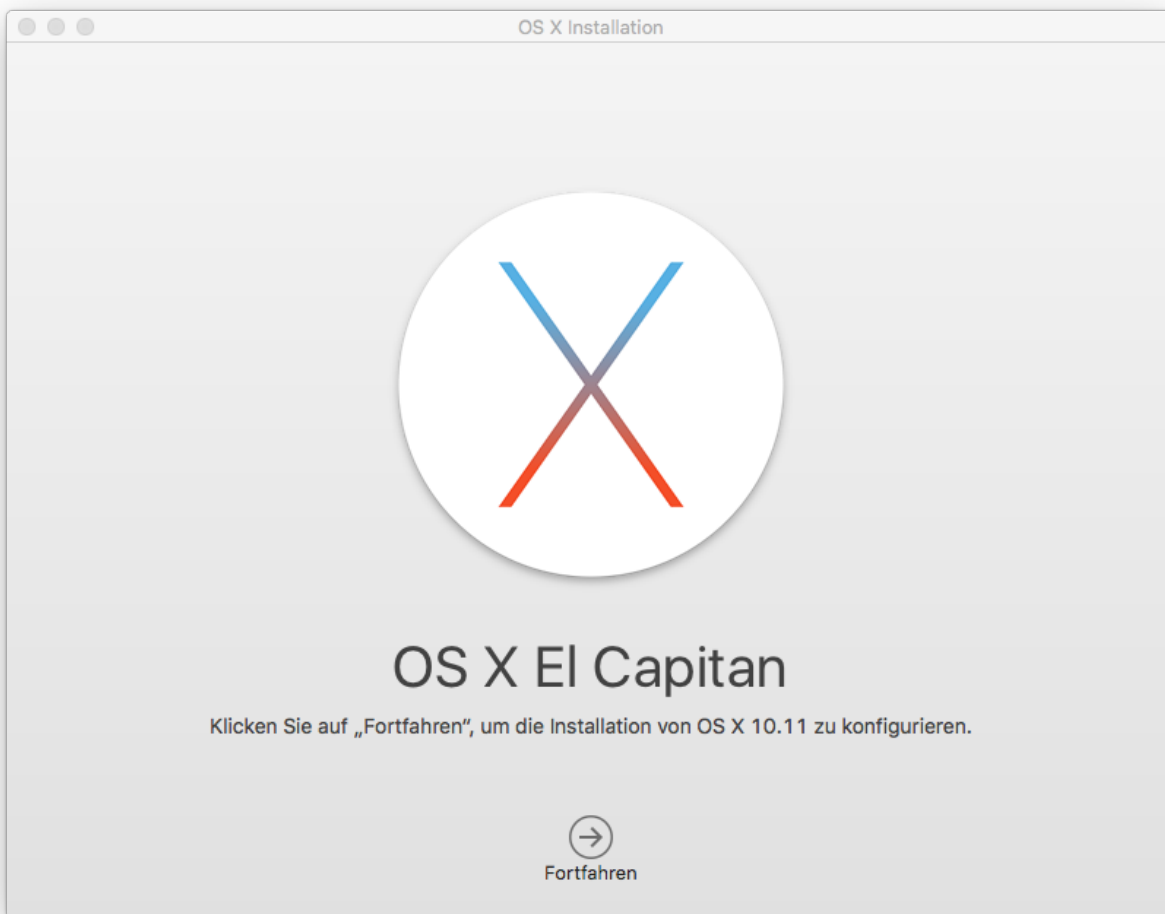 OS X Installation
OS X El Capitan
Klicken Sie auf „Fortfahren“, um die Installation von OS X 10.11 zu konfigurieren.
Fortfahren